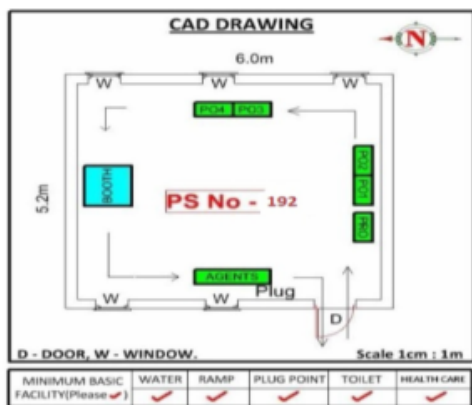 CAD DRAWING
N
6.0m
W W W
PO4 PO3
5.2m
BOOTH
PS No - 192
PO2
PO1
PRO
AGENTS
Plug
W W
D
D - DOOR, W - WINDOW.
Scale 1cm : 1m
MINIMUM BASIC
FACILITY(Please ✓)
WATER
RAMP
PLUG POINT
TOILET
HEALTH CARE
✓ ✓ ✓ ✓ ✓